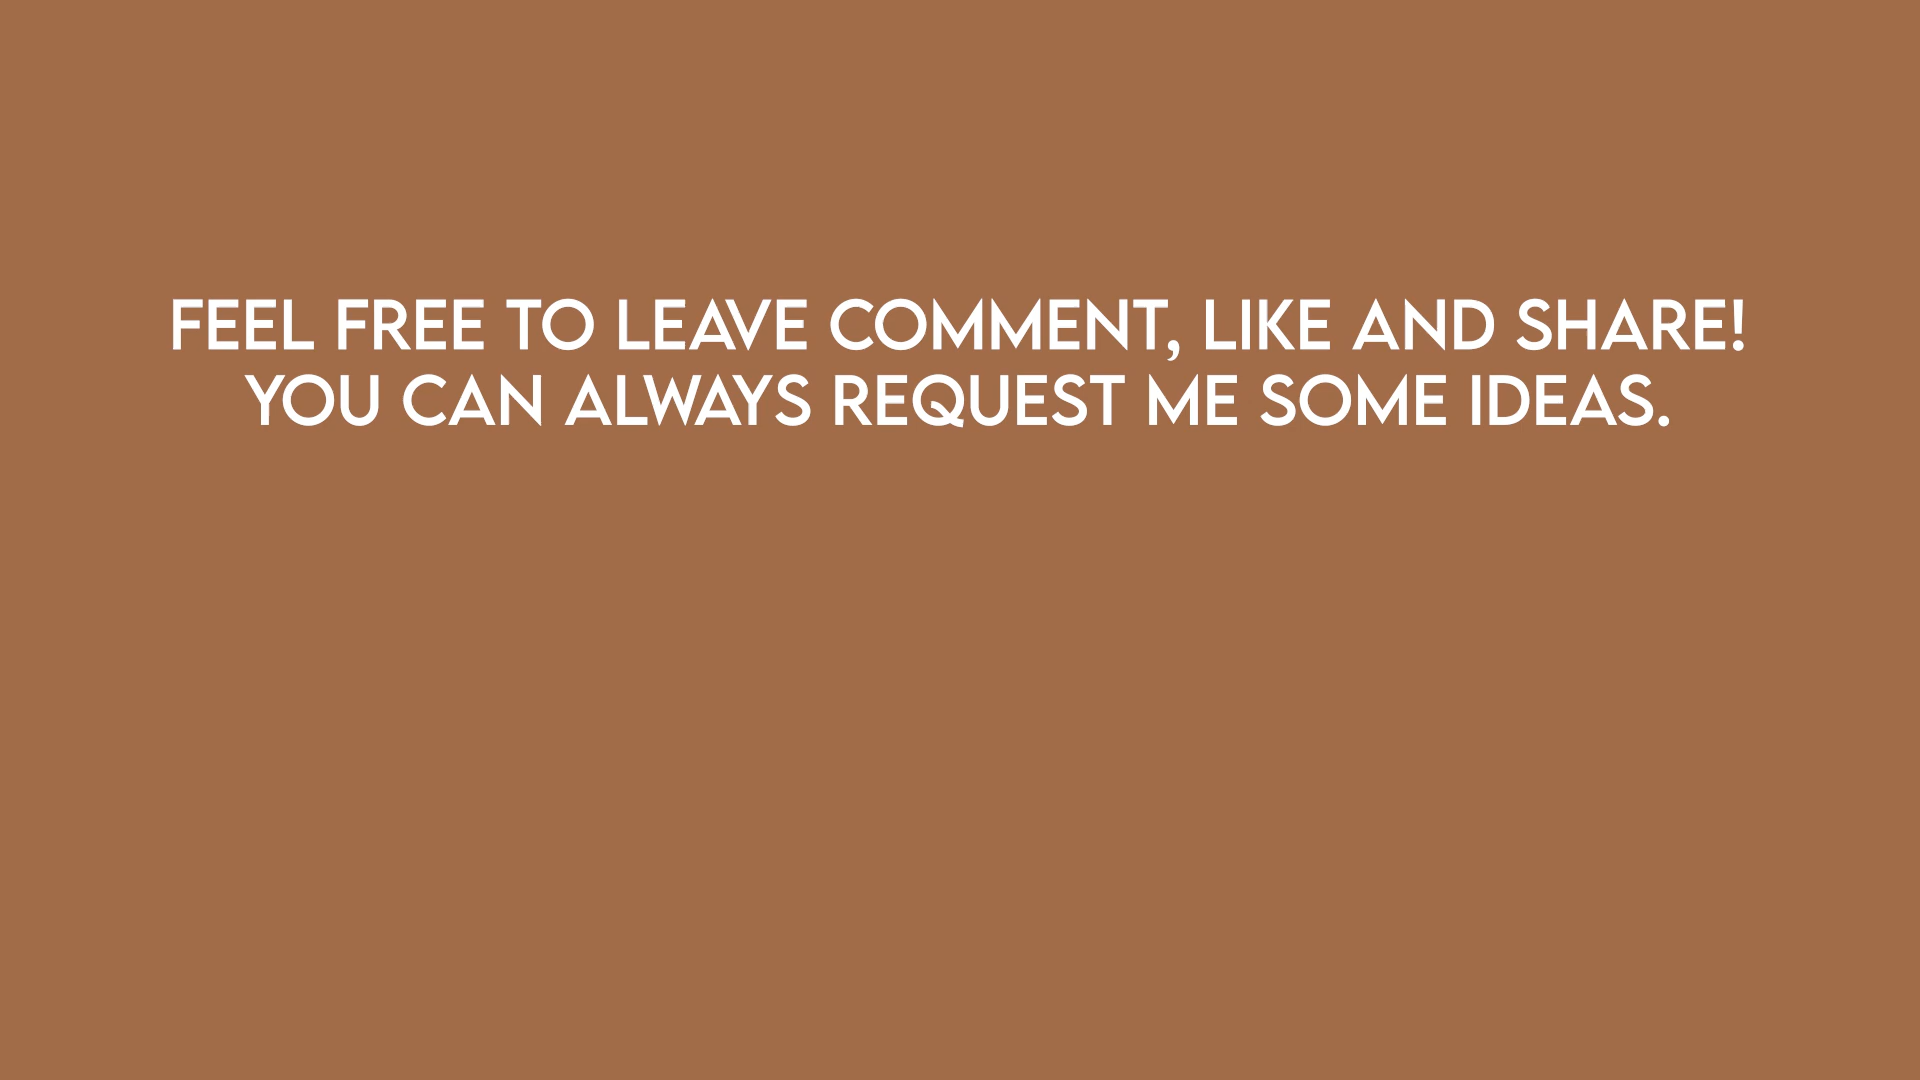 FEEL FREE TO LEAVE COMMENT, LIKE AND SHARE!
YOU CAN ALWAYS REQUEST ME SOME IDEAS.